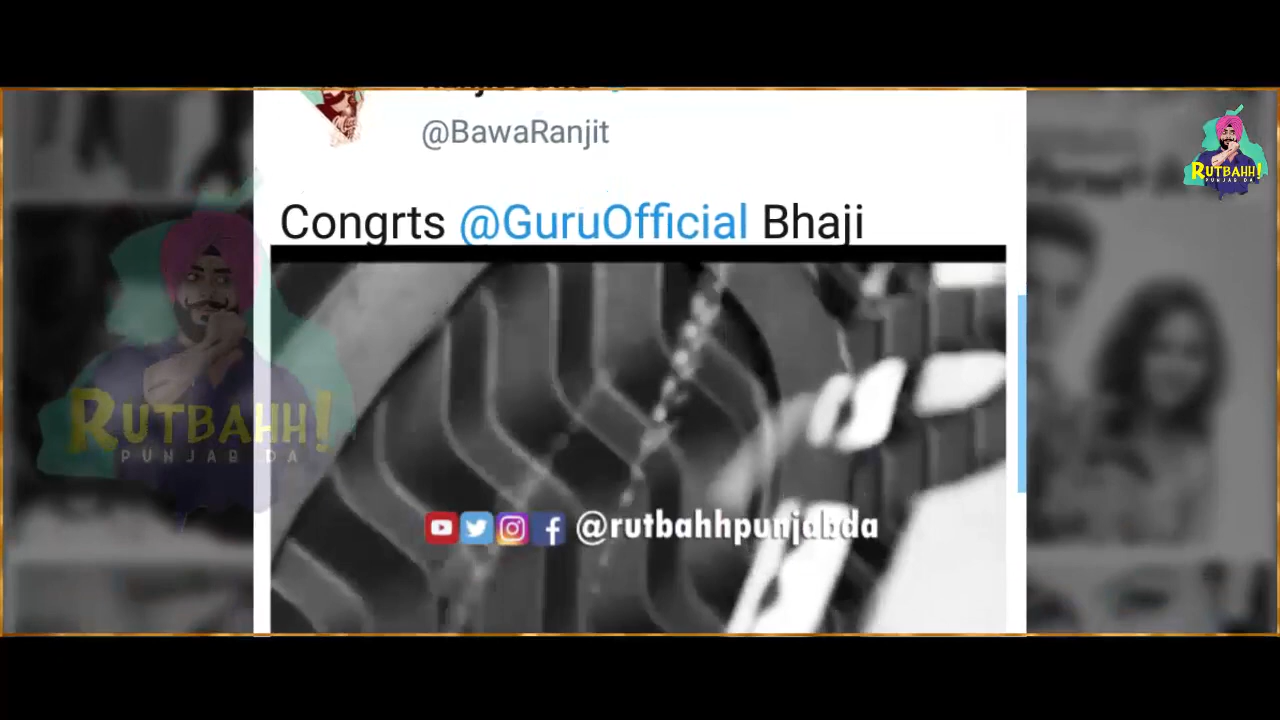 @BawaRanjit
Congrts @GuruOfficial Bhaji
RUTBAHH!
PUNJAB DA
RUTBAHH!
PUNJAB DA
@rutbahhpunjabda